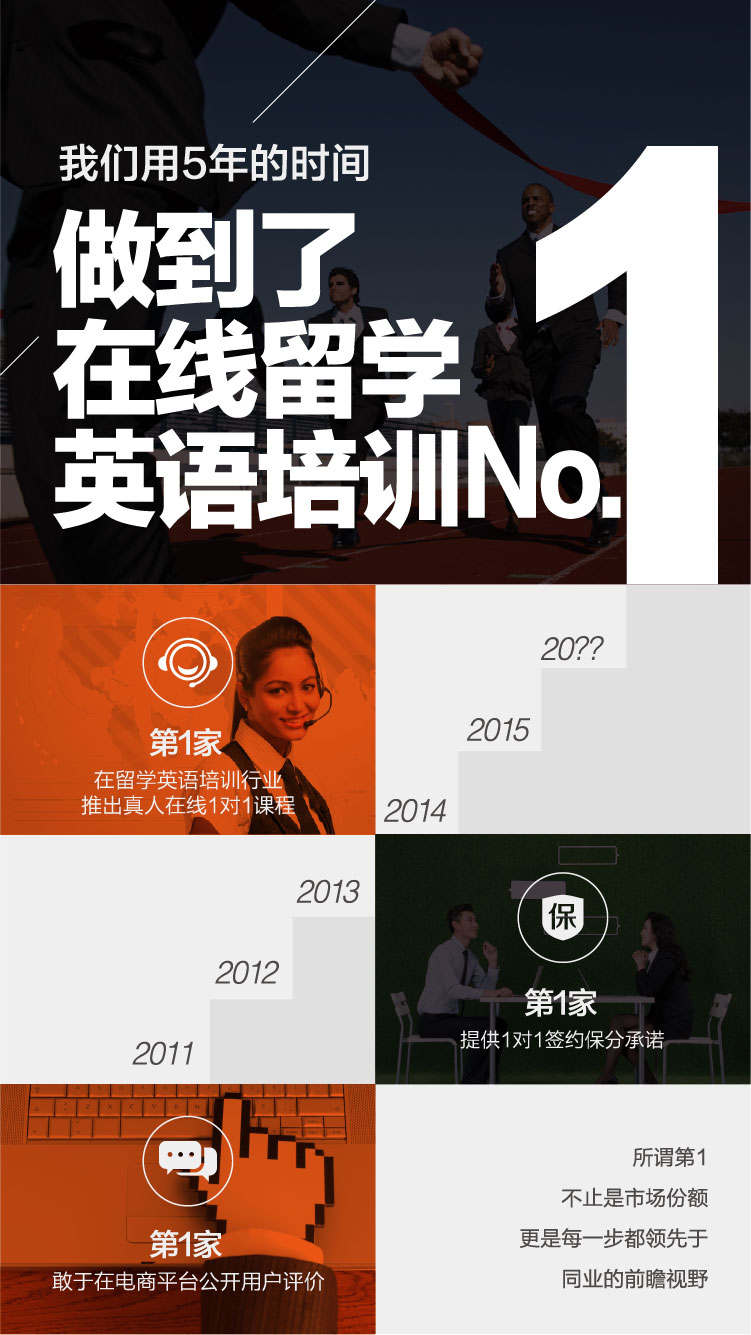 我们用5年的时间
做到了
在线留学
英语培训No.1
第1家
在留学英语培训行业
推出真人在线1对1课程
20??
2015
2014
2013
2012
2011
保
第1家
提供1对1签约保分承诺
第1家
敢于在电商平台公开用户评价
所谓第1
不止是市场份额
更是每一步都领先于
同业的前瞻视野